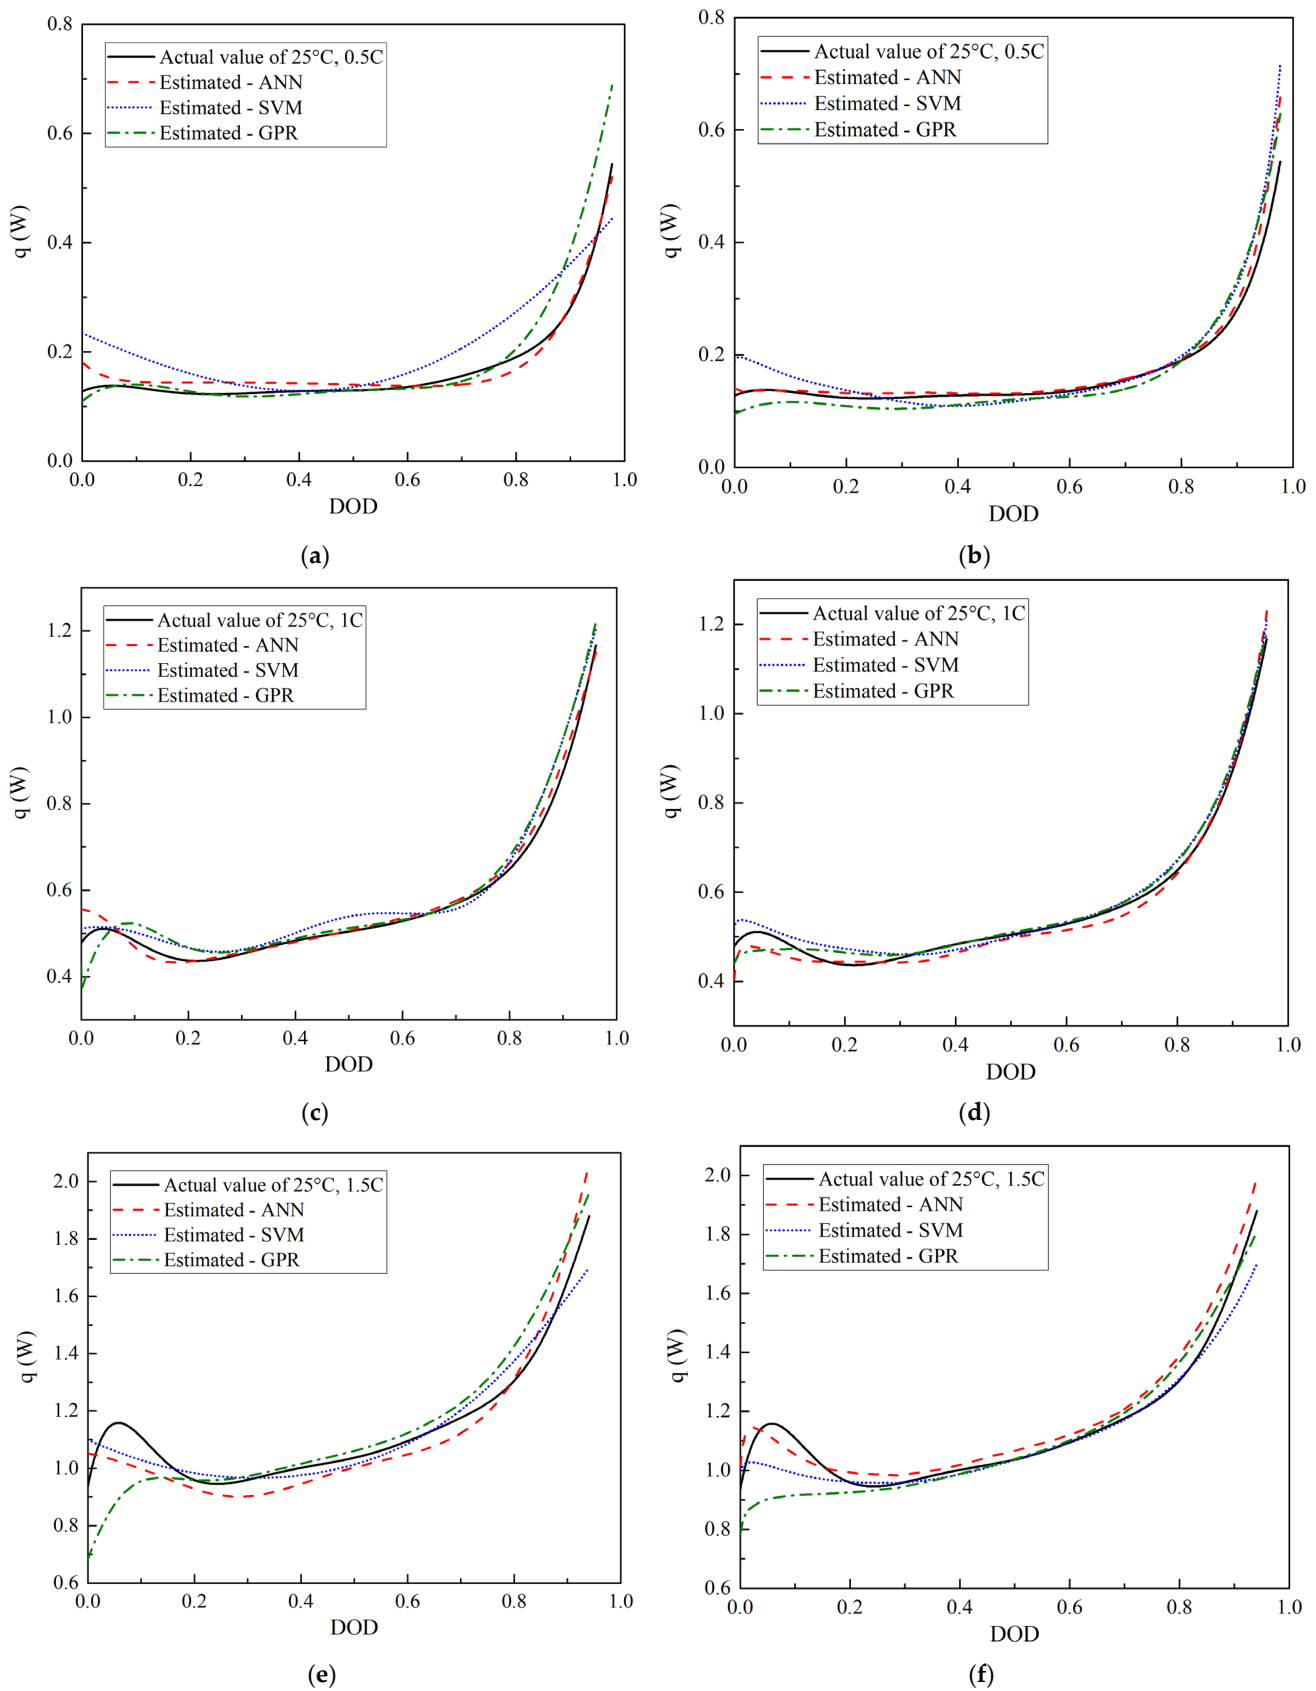 0.8
0.6
0.4
0.2
0.0
q (W)
Actual value of 25°C, 0.5C
Estimated - ANN
Estimated - SVM
Estimated - GPR
0.0 0.2 0.4 0.6 0.8 1.0
DOD
(a)
0.8
0.6
0.4
0.2
0.0
q (W)
Actual value of 25°C, 0.5C
Estimated - ANN
Estimated - SVM
Estimated - GPR
0.0 0.2 0.4 0.6 0.8 1.0
DOD
(b)
1.2
1.0
0.8
0.6
0.4
q (W)
Actual value of 25°C, 1C
Estimated - ANN
Estimated - SVM
Estimated - GPR
0.0 0.2 0.4 0.6 0.8 1.0
DOD
(c)
1.2
1.0
0.8
0.6
0.4
q (W)
Actual value of 25°C, 1C
Estimated - ANN
Estimated - SVM
Estimated - GPR
0.0 0.2 0.4 0.6 0.8 1.0
DOD
(d)
2.0
1.8
1.6
1.4
1.2
1.0
0.8
0.6
q (W)
Actual value of 25°C, 1.5C
Estimated - ANN
Estimated - SVM
Estimated - GPR
0.0 0.2 0.4 0.6 0.8 1.0
DOD
(e)
2.0
1.8
1.6
1.4
1.2
1.0
0.8
0.6
q (W)
Actual value of 25°C, 1.5C
Estimated - ANN
Estimated - SVM
Estimated - GPR
0.0 0.2 0.4 0.6 0.8 1.0
DOD
(f)